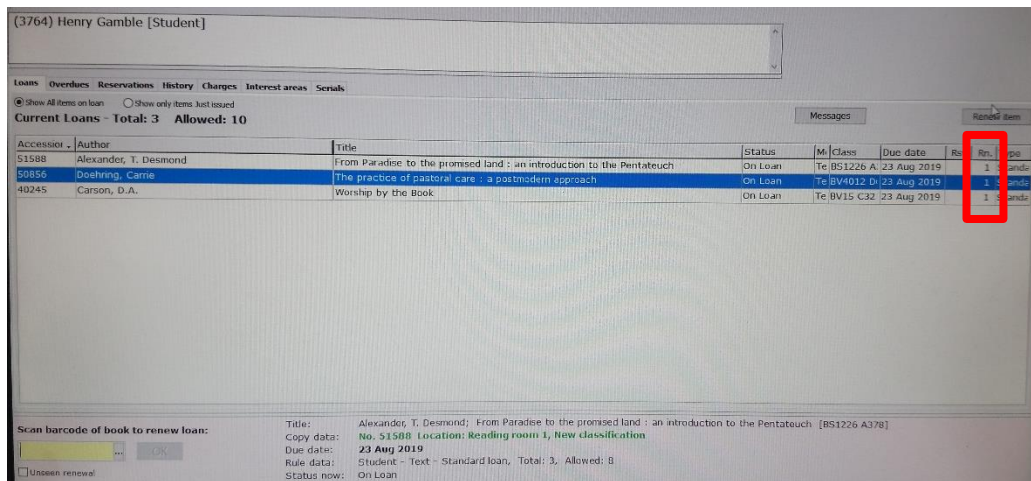 (3764) Henry Gamble [Student]
Loans Overdues Reservations History Charges Interest areas Serials
Show All items on loan Show only items Just issued
Current Loans - Total: 3 Allowed: 10 Messages Renew item
Author Title Status Class Due date Rn.
51588 Alexander, T. Desmond From Paradise to the promised land : an introduction to the Pentateuch On Loan Te BS1226 A 23 Aug 2019 1
50856 Doehring, Carrie The practice of pastoral care : a postmodern approach On Loan Te BV4012 23 Aug 2019 1
40245 Carson, D.A. Worship by the Book On Loan Te BV15 C32 23 Aug 2019 1
Scan barcode of book to renew loan:
... OK
Unseen renewal
Title: Alexander, T. Desmond; From Paradise to the promised land : an introduction to the Pentateuch [BS1226 A378]
Copy data: No. 51588 Location: Reading room 1, New classification
Due date: 23 Aug 2019
Rule data: Student - Text - Standard loan, Total: 3, Allowed: 8
Status now: On Loan